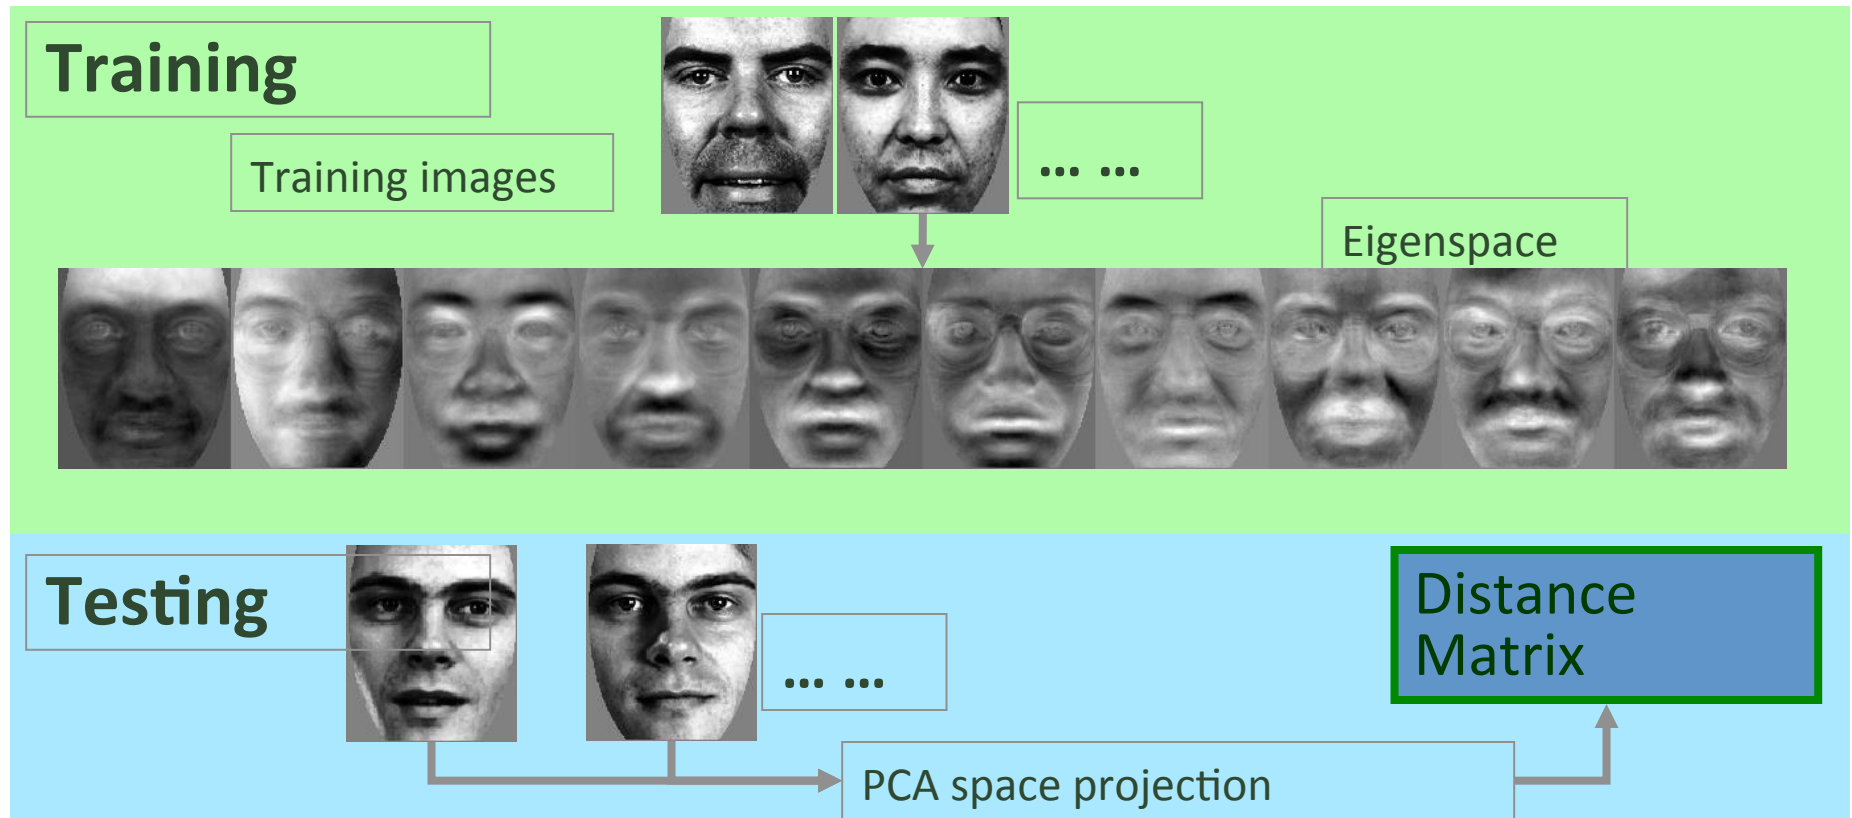 Training
Training images
... ...
Eigenspace
Testing
... ...
Distance
Matrix
PCA space projection